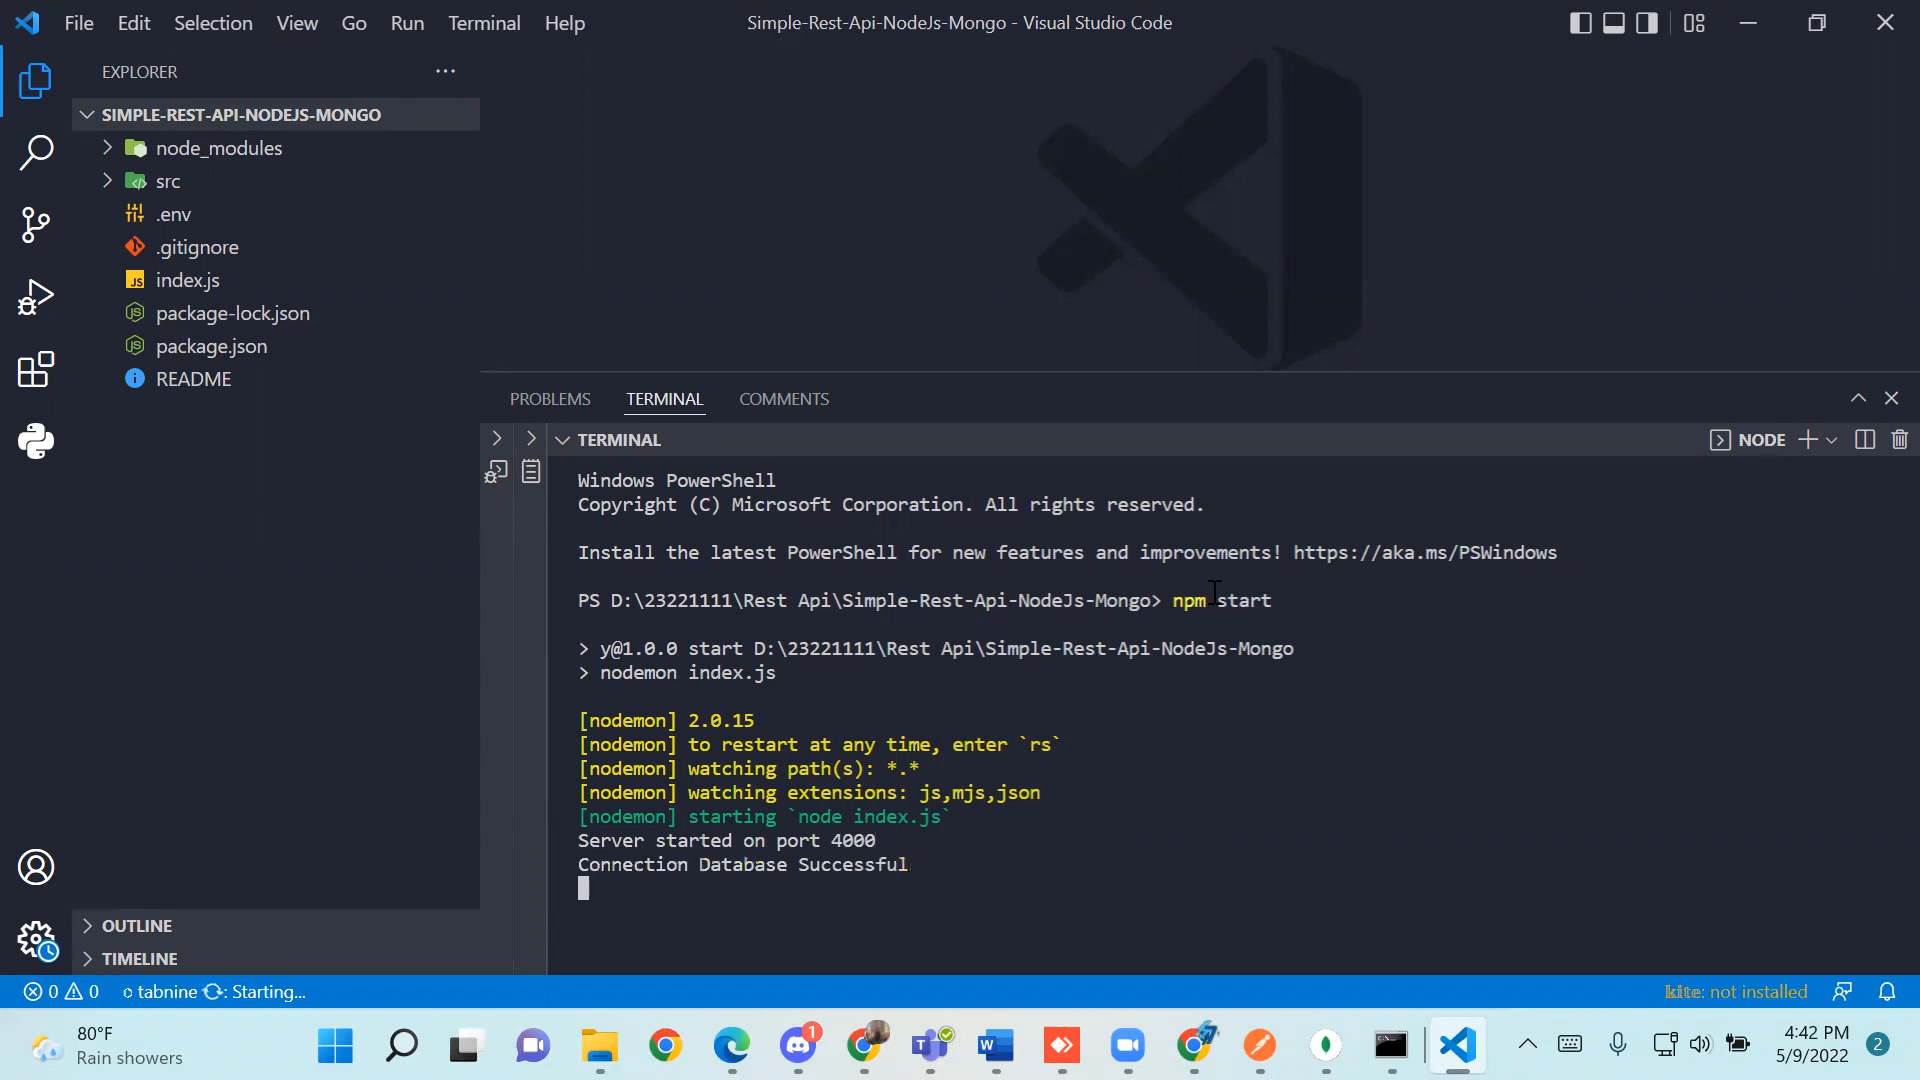 File Edit Selection View Go Run Terminal Help
Simple-Rest-Api-NodeJs-Mongo - Visual Studio Code
EXPLORER
SIMPLE-REST-API-NODEJS-MONGO
node_modules
src
.env
.gitignore
JS index.js
package-lock.json
package.json
README
OUTLINE
TIMELINE
PROBLEMS TERMINAL COMMENTS
TERMINAL
NODE
Windows PowerShell
Copyright (C) Microsoft Corporation. All rights reserved.
Install the latest PowerShell for new features and improvements! https://aka.ms/PSWindows
PS D:\23221111\Rest Api\Simple-Rest-Api-NodeJs-Mongo> npm start
> y@1.0.0 start D:\23221111\Rest Api\Simple-Rest-Api-NodeJs-Mongo
> nodemon index.js
[nodemon] 2.0.15
[nodemon] to restart at any time, enter `rs`
[nodemon] watching path(s): *.*
[nodemon] watching extensions: js,mjs,json
[nodemon] starting `node index.js`
Server started on port 4000
Connection Database Successful
0 0 tabnine : Starting...
kite: not installed
80°F
Rain showers
1
T
W
4:42 PM
5/9/2022
2